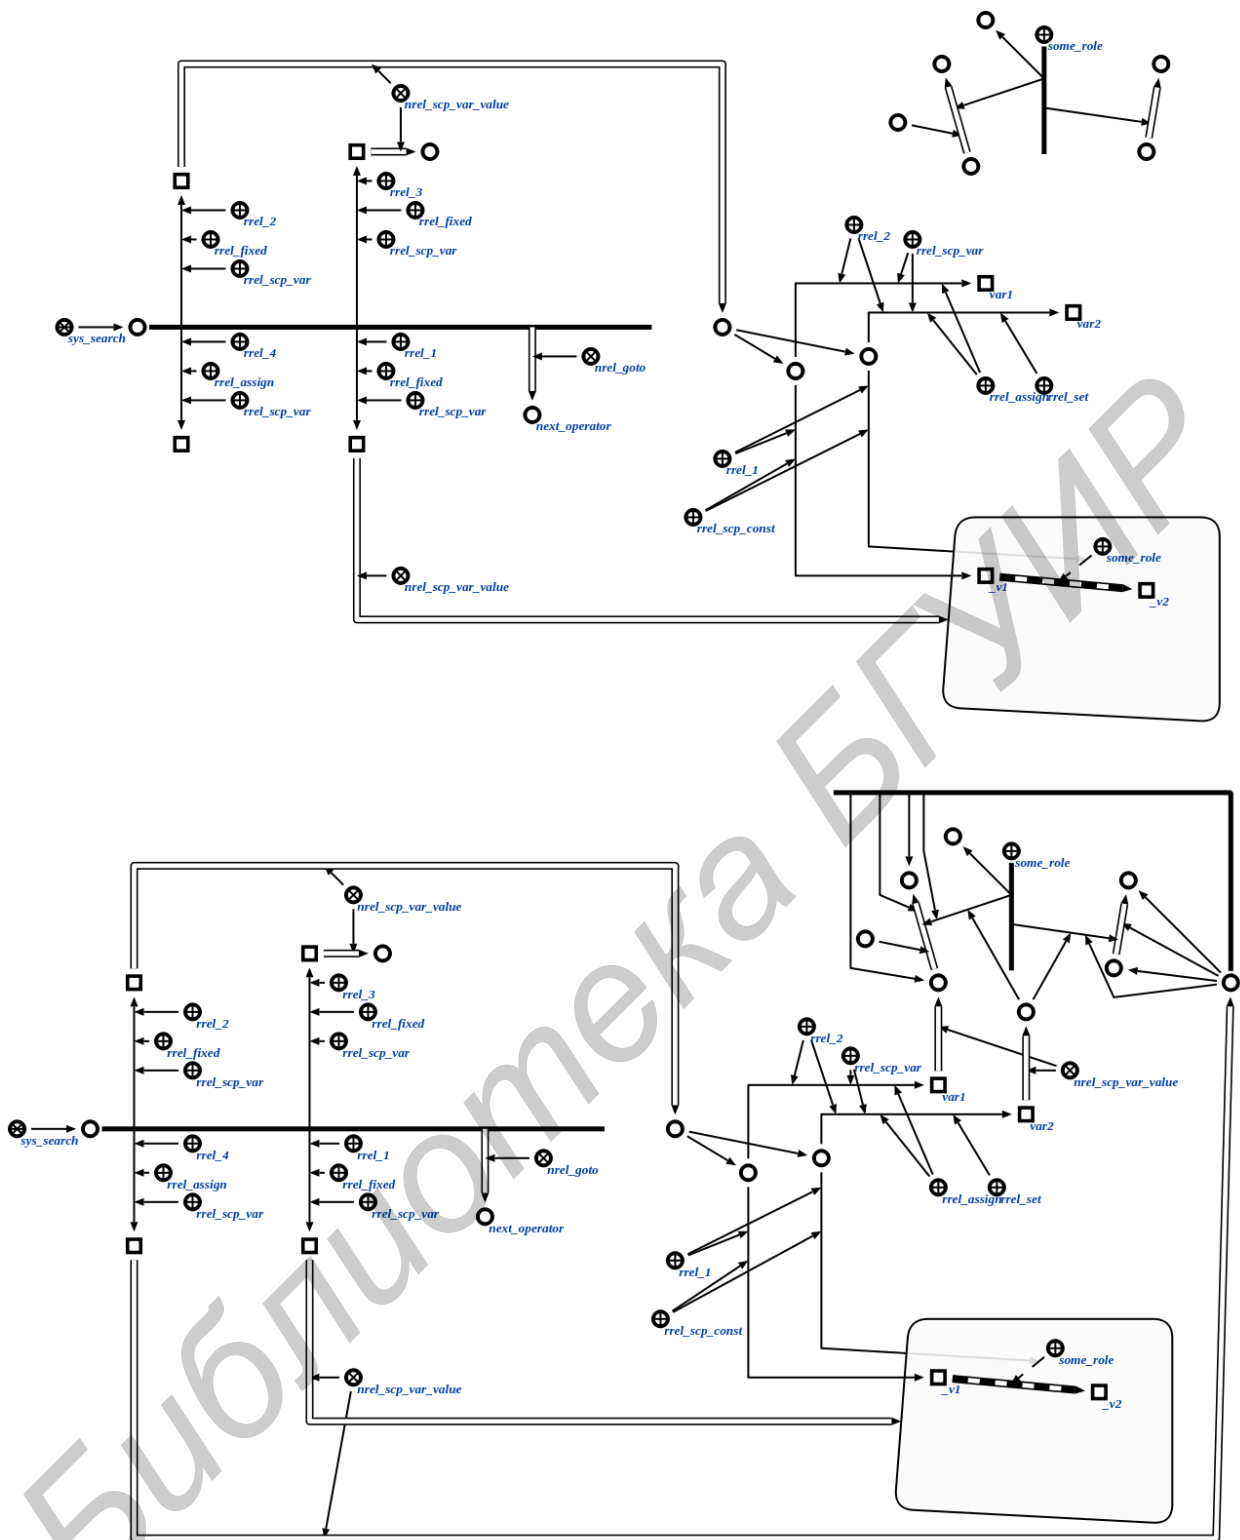 some_role
nrel_scp_var_value
rrel_3
rrel_2
rrel_fixed
rrel_fixed
rrel_2
rrel_scp_var
rrel_scp_var
rrel_scp_var
var1
sys_search
var2
rrel_4
rrel_1
nrel_goto
rrel_assign
rrel_fixed
rrel_assign
rrel_set
rrel_scp_var
rrel_scp_var
next_operator
rrel_1
rrel_scp_const
some_role
nrel_scp_var_value
_v1
_v2
some_role
nrel_scp_var_value
rrel_3
rrel_2
rrel_fixed
rrel_2
rrel_fixed
rrel_scp_var
rrel_scp_var
rrel_scp_var
nrel_scp_var_value
var1
var2
sys_search
rrel_4
rrel_1
nrel_goto
rrel_assign
rrel_fixed
rrel_assign
rrel_set
rrel_scp_var
rrel_scp_var
next_operator
rrel_1
rrel_scp_const
some_role
nrel_scp_var_value
_v1
_v2
Библиотека БГУИР